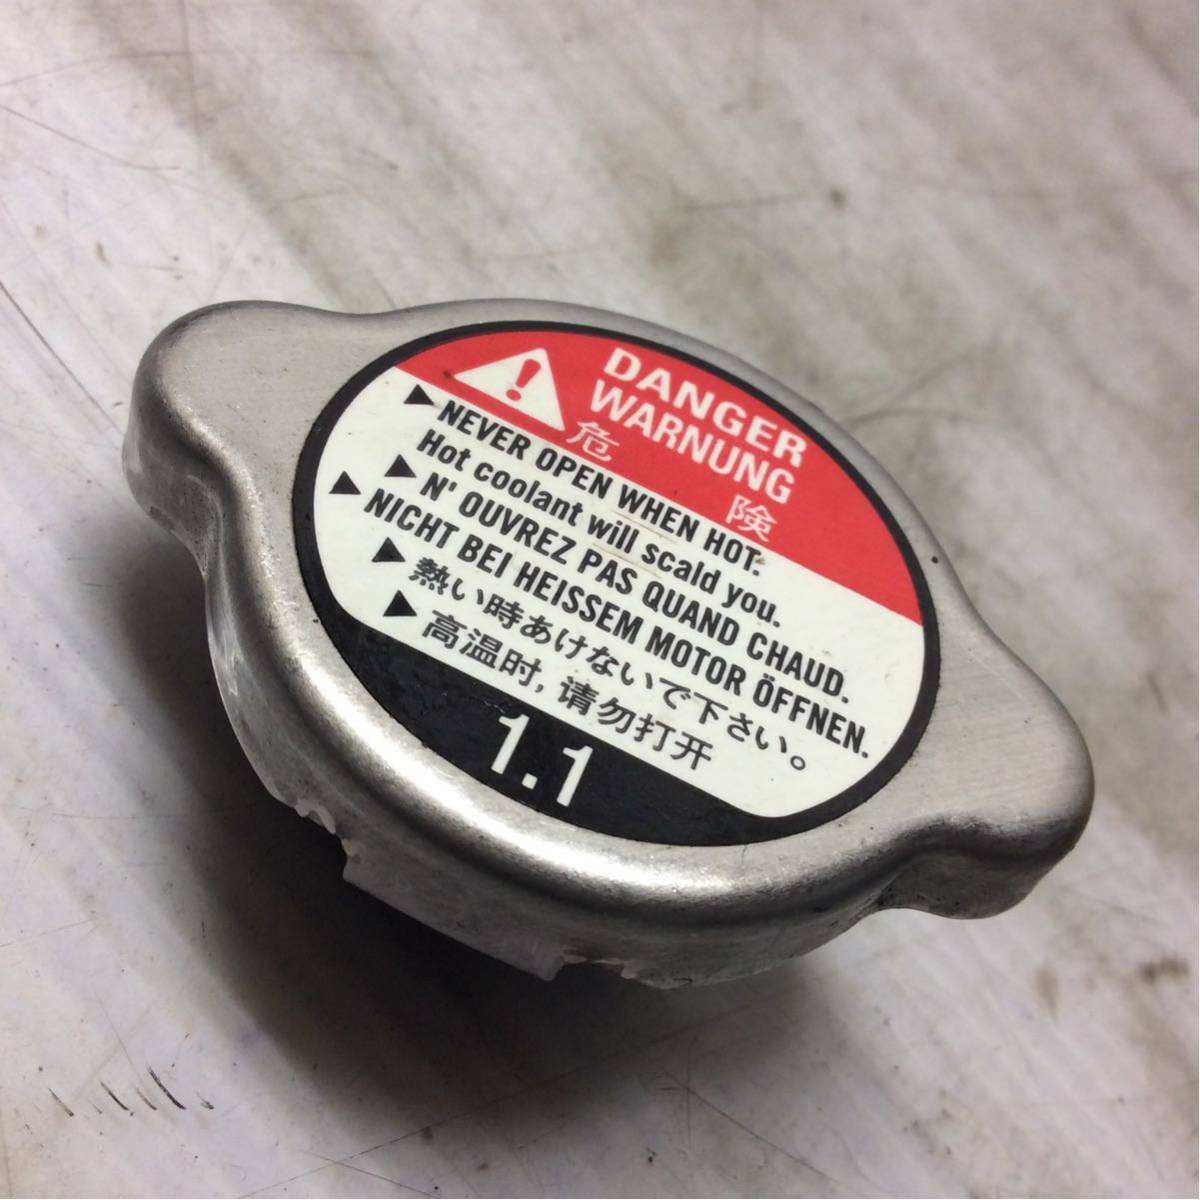 !
DANGER
WARNUNG
危 険
▶NEVER OPEN WHEN HOT.
Hot coolant will scald you.
▶N' OUVREZ PAS QUAND CHAUD.
▶NICHT BEI HEISSEM MOTOR ÖFFNEN.
▶熱い時あけないで下さい。
▶高温时,请勿打开
1.1